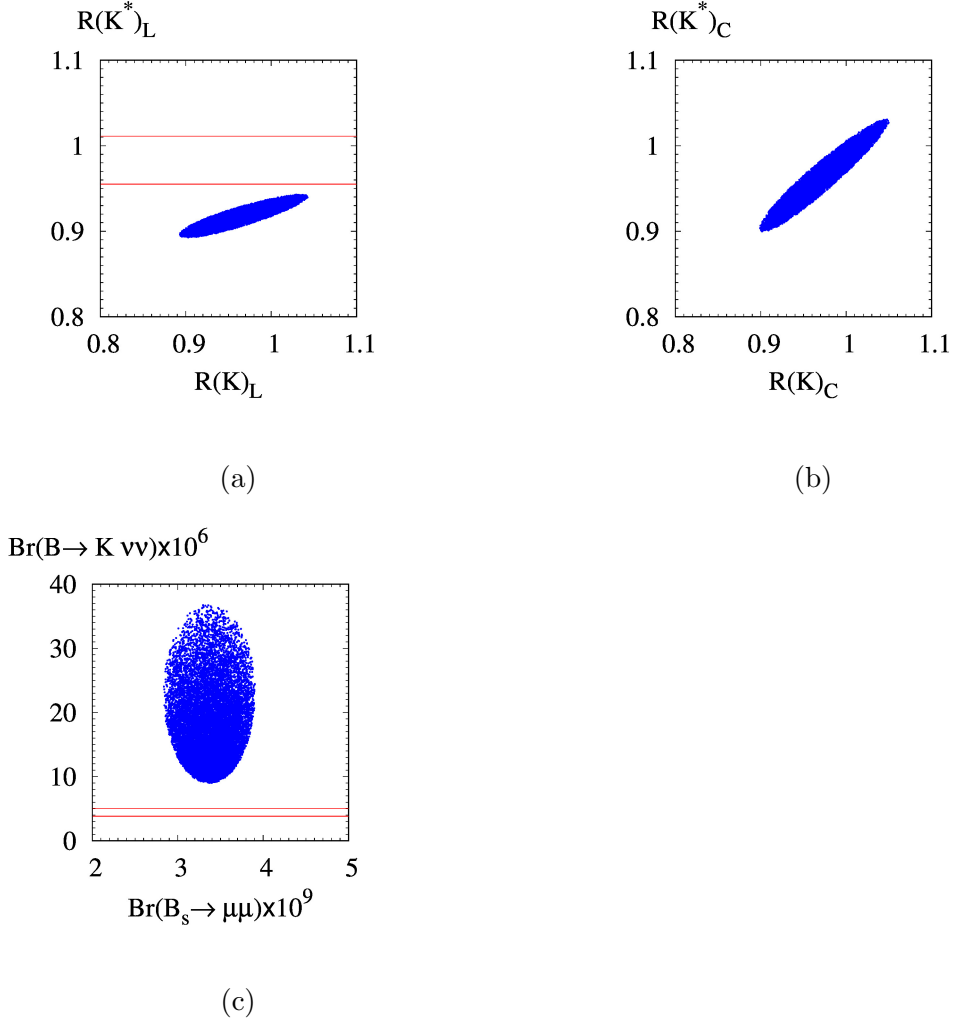 R(K*)L
1.1
1
0.9
0.8
0.8 0.9 1 1.1
R(K)L
(a)
R(K*)C
1.1
1
0.9
0.8
0.8 0.9 1 1.1
R(K)C
(b)
Br(B→ K νν)x10^6
40
30
20
10
0
2 3 4 5
Br(Bs→ μμ)x10^9
(c)